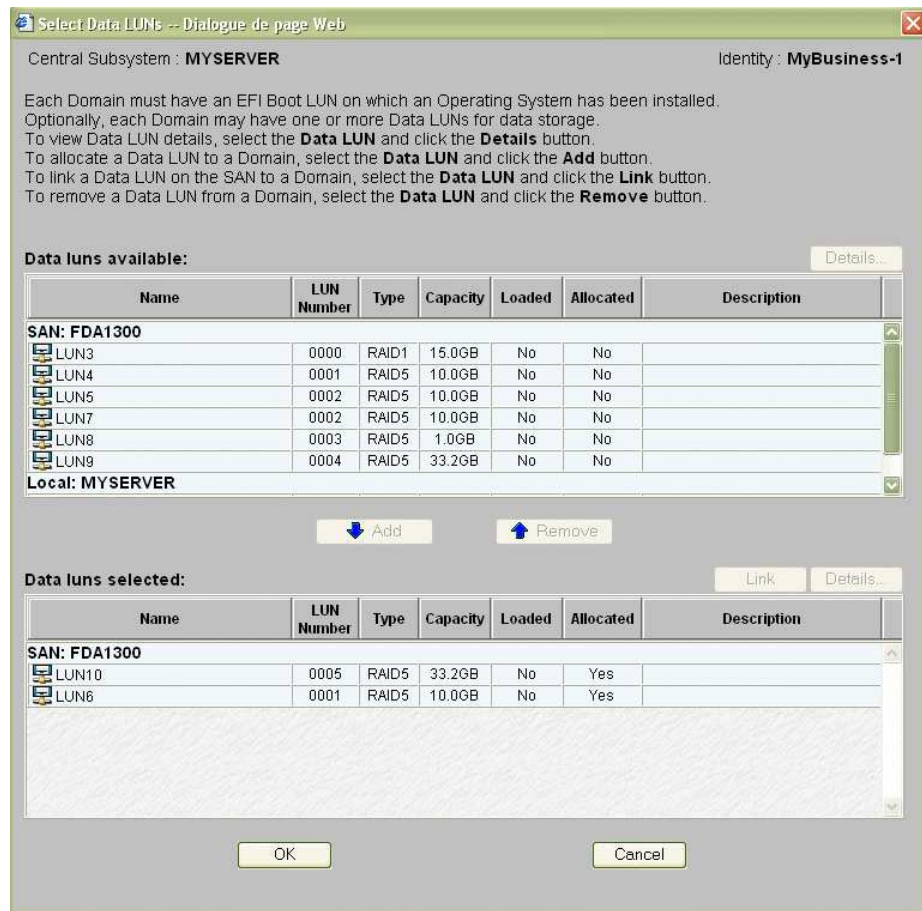 Select Data LUNs -- Dialogue de page Web
Central Subsystem : MYSERVER Identity : MyBusiness-1
Each Domain must have an EFI Boot LUN on which an Operating System has been installed.
Optionally, each Domain may have one or more Data LUNs for data storage.
To view Data LUN details, select the Data LUN and click the Details button.
To allocate a Data LUN to a Domain, select the Data LUN and click the Add button.
To link a Data LUN on the SAN to a Domain, select the Data LUN and click the Link button.
To remove a Data LUN from a Domain, select the Data LUN and click the Remove button.
Data luns available: Details...
Name LUN Number Type Capacity Loaded Allocated Description
SAN: FDA1300
LUN3 0000 RAID1 15.0GB No No
LUN4 0001 RAID5 10.0GB No No
LUN5 0002 RAID5 10.0GB No No
LUN7 0002 RAID5 10.0GB No No
LUN8 0003 RAID5 1.0GB No No
LUN9 0004 RAID5 33.2GB No No
Local: MYSERVER
Add Remove
Data luns selected: Link Details...
Name LUN Number Type Capacity Loaded Allocated Description
SAN: FDA1300
LUN10 0005 RAID5 33.2GB No Yes
LUN6 0001 RAID5 10.0GB No Yes
OK Cancel